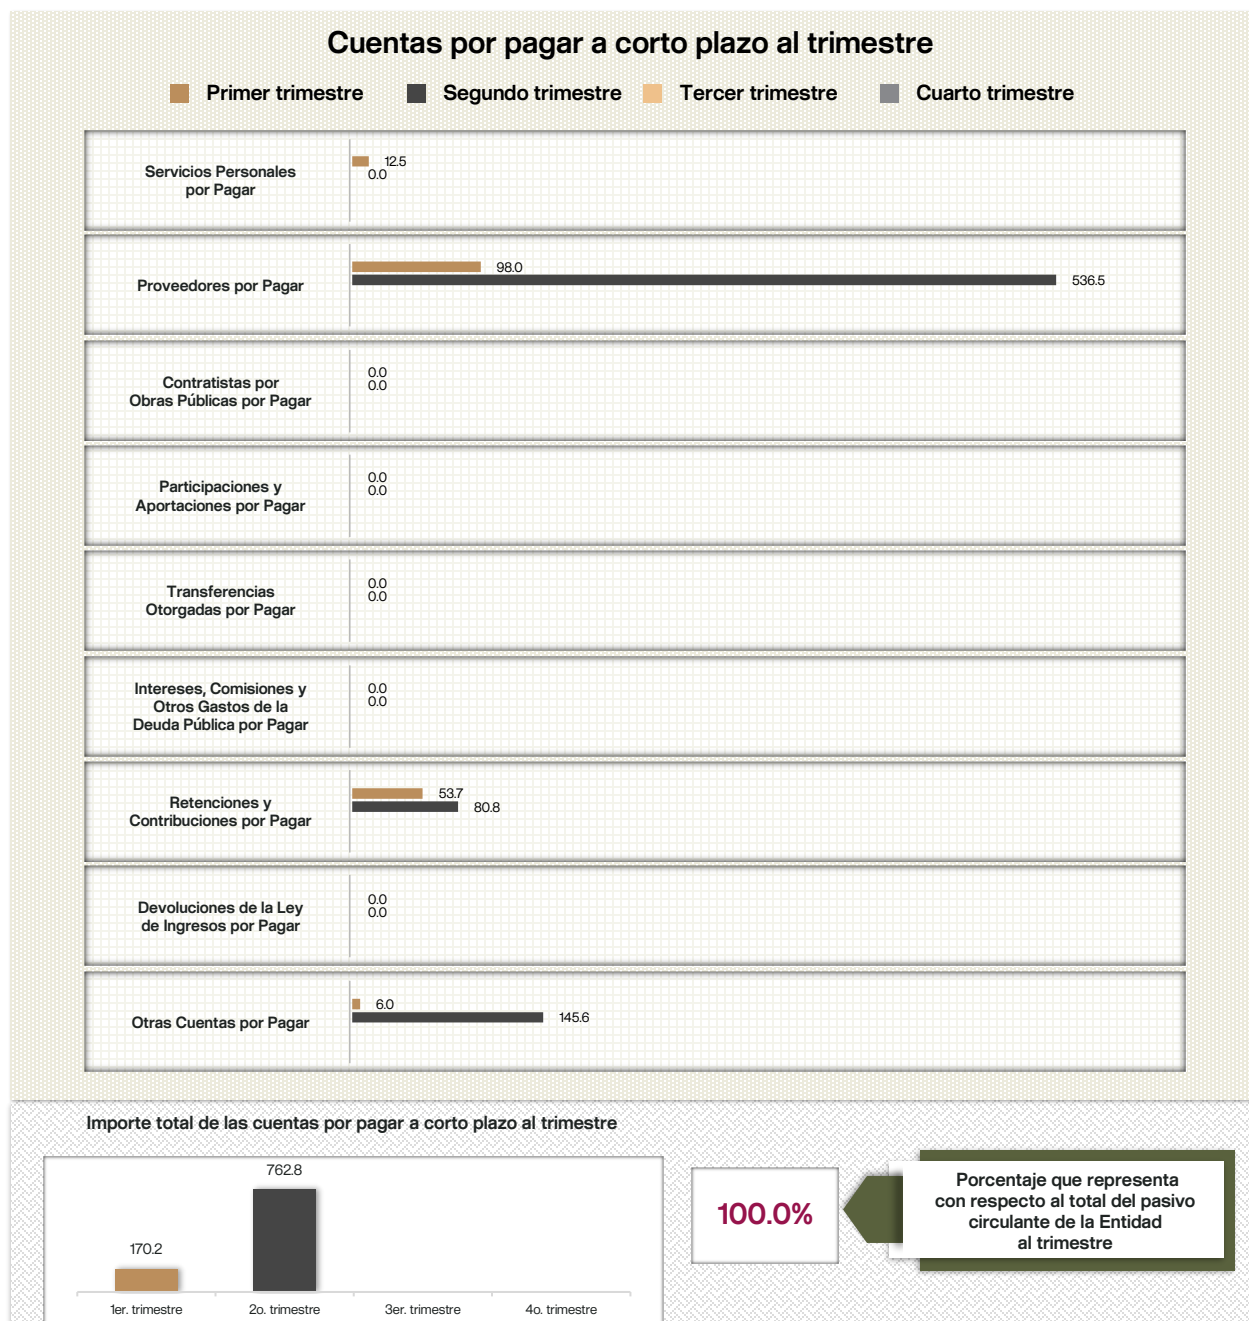 Cuentas por pagar a corto plazo al trimestre
Primer trimestre Segundo trimestre Tercer trimestre Cuarto trimestre
Servicios Personales
por Pagar
12.5
0.0
Proveedores por Pagar
98.0
536.5
Contratistas por
Obras Públicas por Pagar
0.0
0.0
Participaciones y
Aportaciones por Pagar
0.0
0.0
Transferencias
Otorgadas por Pagar
0.0
0.0
Intereses, Comisiones y
Otros Gastos de la
Deuda Pública por Pagar
0.0
0.0
Retenciones y
Contribuciones por Pagar
53.7
80.8
Devoluciones de la Ley
de Ingresos por Pagar
0.0
0.0
Otras Cuentas por Pagar
6.0
145.6
Importe total de las cuentas por pagar a corto plazo al trimestre
762.8
170.2
1er. trimestre 2o. trimestre 3er. trimestre 4o. trimestre
100.0%
Porcentaje que representa
con respecto al total del pasivo
circulante de la Entidad
al trimestre